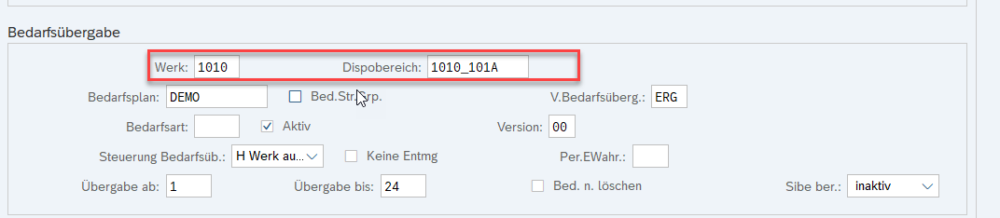 Bedarfsübergabe
Werk: 1010 Dispobereich: 1010_101A
Bedarfsplan: DEMO Bed.Str.Grp. V.Bedarfsüberg.: ERG
Bedarfsart: Aktiv Version: 00
Steuerung Bedarfsüb.: H Werk au... Keine Entmg Per.EWahr.:
Übergabe ab: 1 Übergabe bis: 24 Bed. n. löschen Sibe ber.: inaktiv